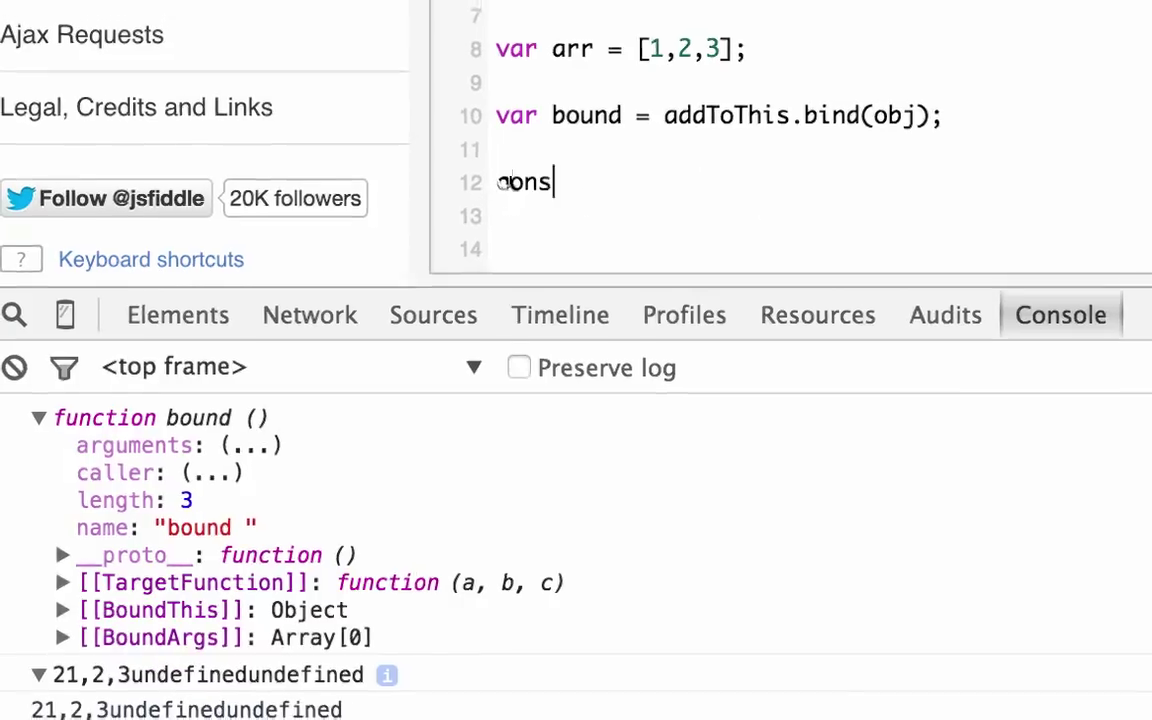 Ajax Requests
Legal, Credits and Links
Follow @jsfiddle 20K followers
? Keyboard shortcuts
7
8 var arr = [1,2,3];
9
10 var bound = addToThis.bind(obj);
11
12 cons
13
14
Elements Network Sources Timeline Profiles Resources Audits Console
<top frame> ▼ Preserve log
▼ function bound ()
arguments: (...)
caller: (...)
length: 3
name: "bound "
▶ __proto__: function ()
▶ [[TargetFunction]]: function (a, b, c)
▶ [[BoundThis]]: Object
▶ [[BoundArgs]]: Array[0]
▼ 21,2,3undefinedundefined i
21,2,3undefinedundefined